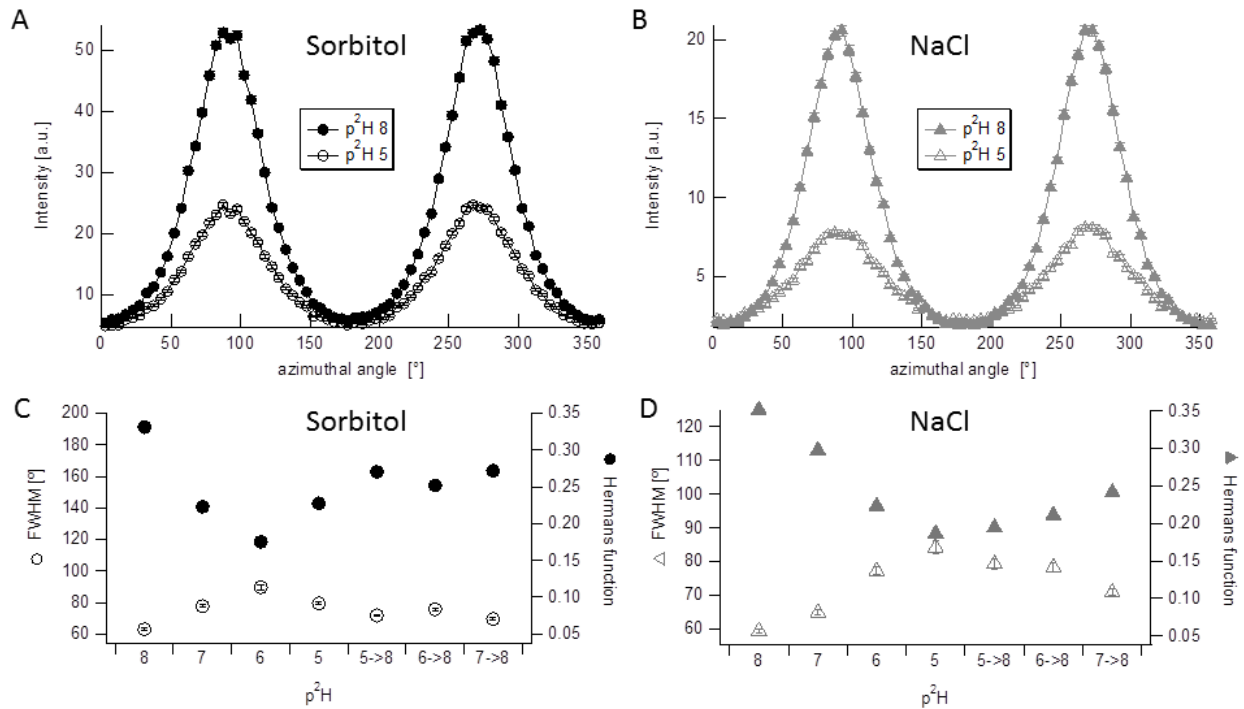 A
Sorbitol
Intensity [a.u.]
50
40
30
20
10
p²H 8
p²H 5
0 50 100 150 200 250 300 350
azimuthal angle [°]
B
NaCl
Intensity [a.u.]
20
15
10
5
p²H 8
p²H 5
0 50 100 150 200 250 300 350
azimuthal angle [°]
C
Sorbitol
FWHM [º]
200
180
160
140
120
100
80
60
0.35
0.30
0.25
0.20
0.15
0.10
0.05
Hermans function
8 7 6 5 5->8 6->8 7->8
p²H
D
NaCl
FWHM [º]
120
110
100
90
80
70
60
0.35
0.30
0.25
0.20
0.15
0.10
0.05
Hermans function
8 7 6 5 5->8 6->8 7->8
p²H